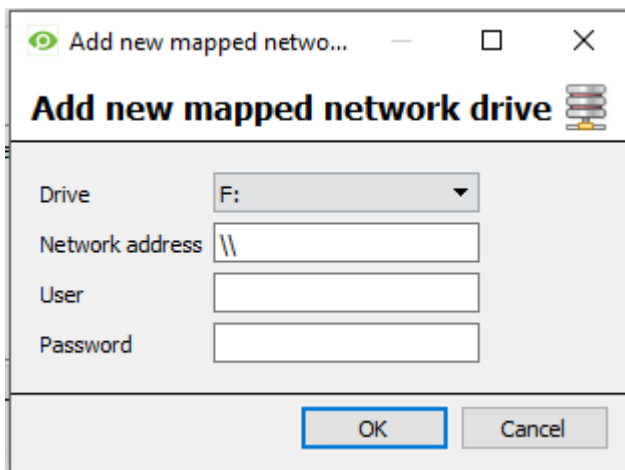 Add new mapped netwo...
Add new mapped network drive
Drive F:
Network address \\
User
Password
OK Cancel